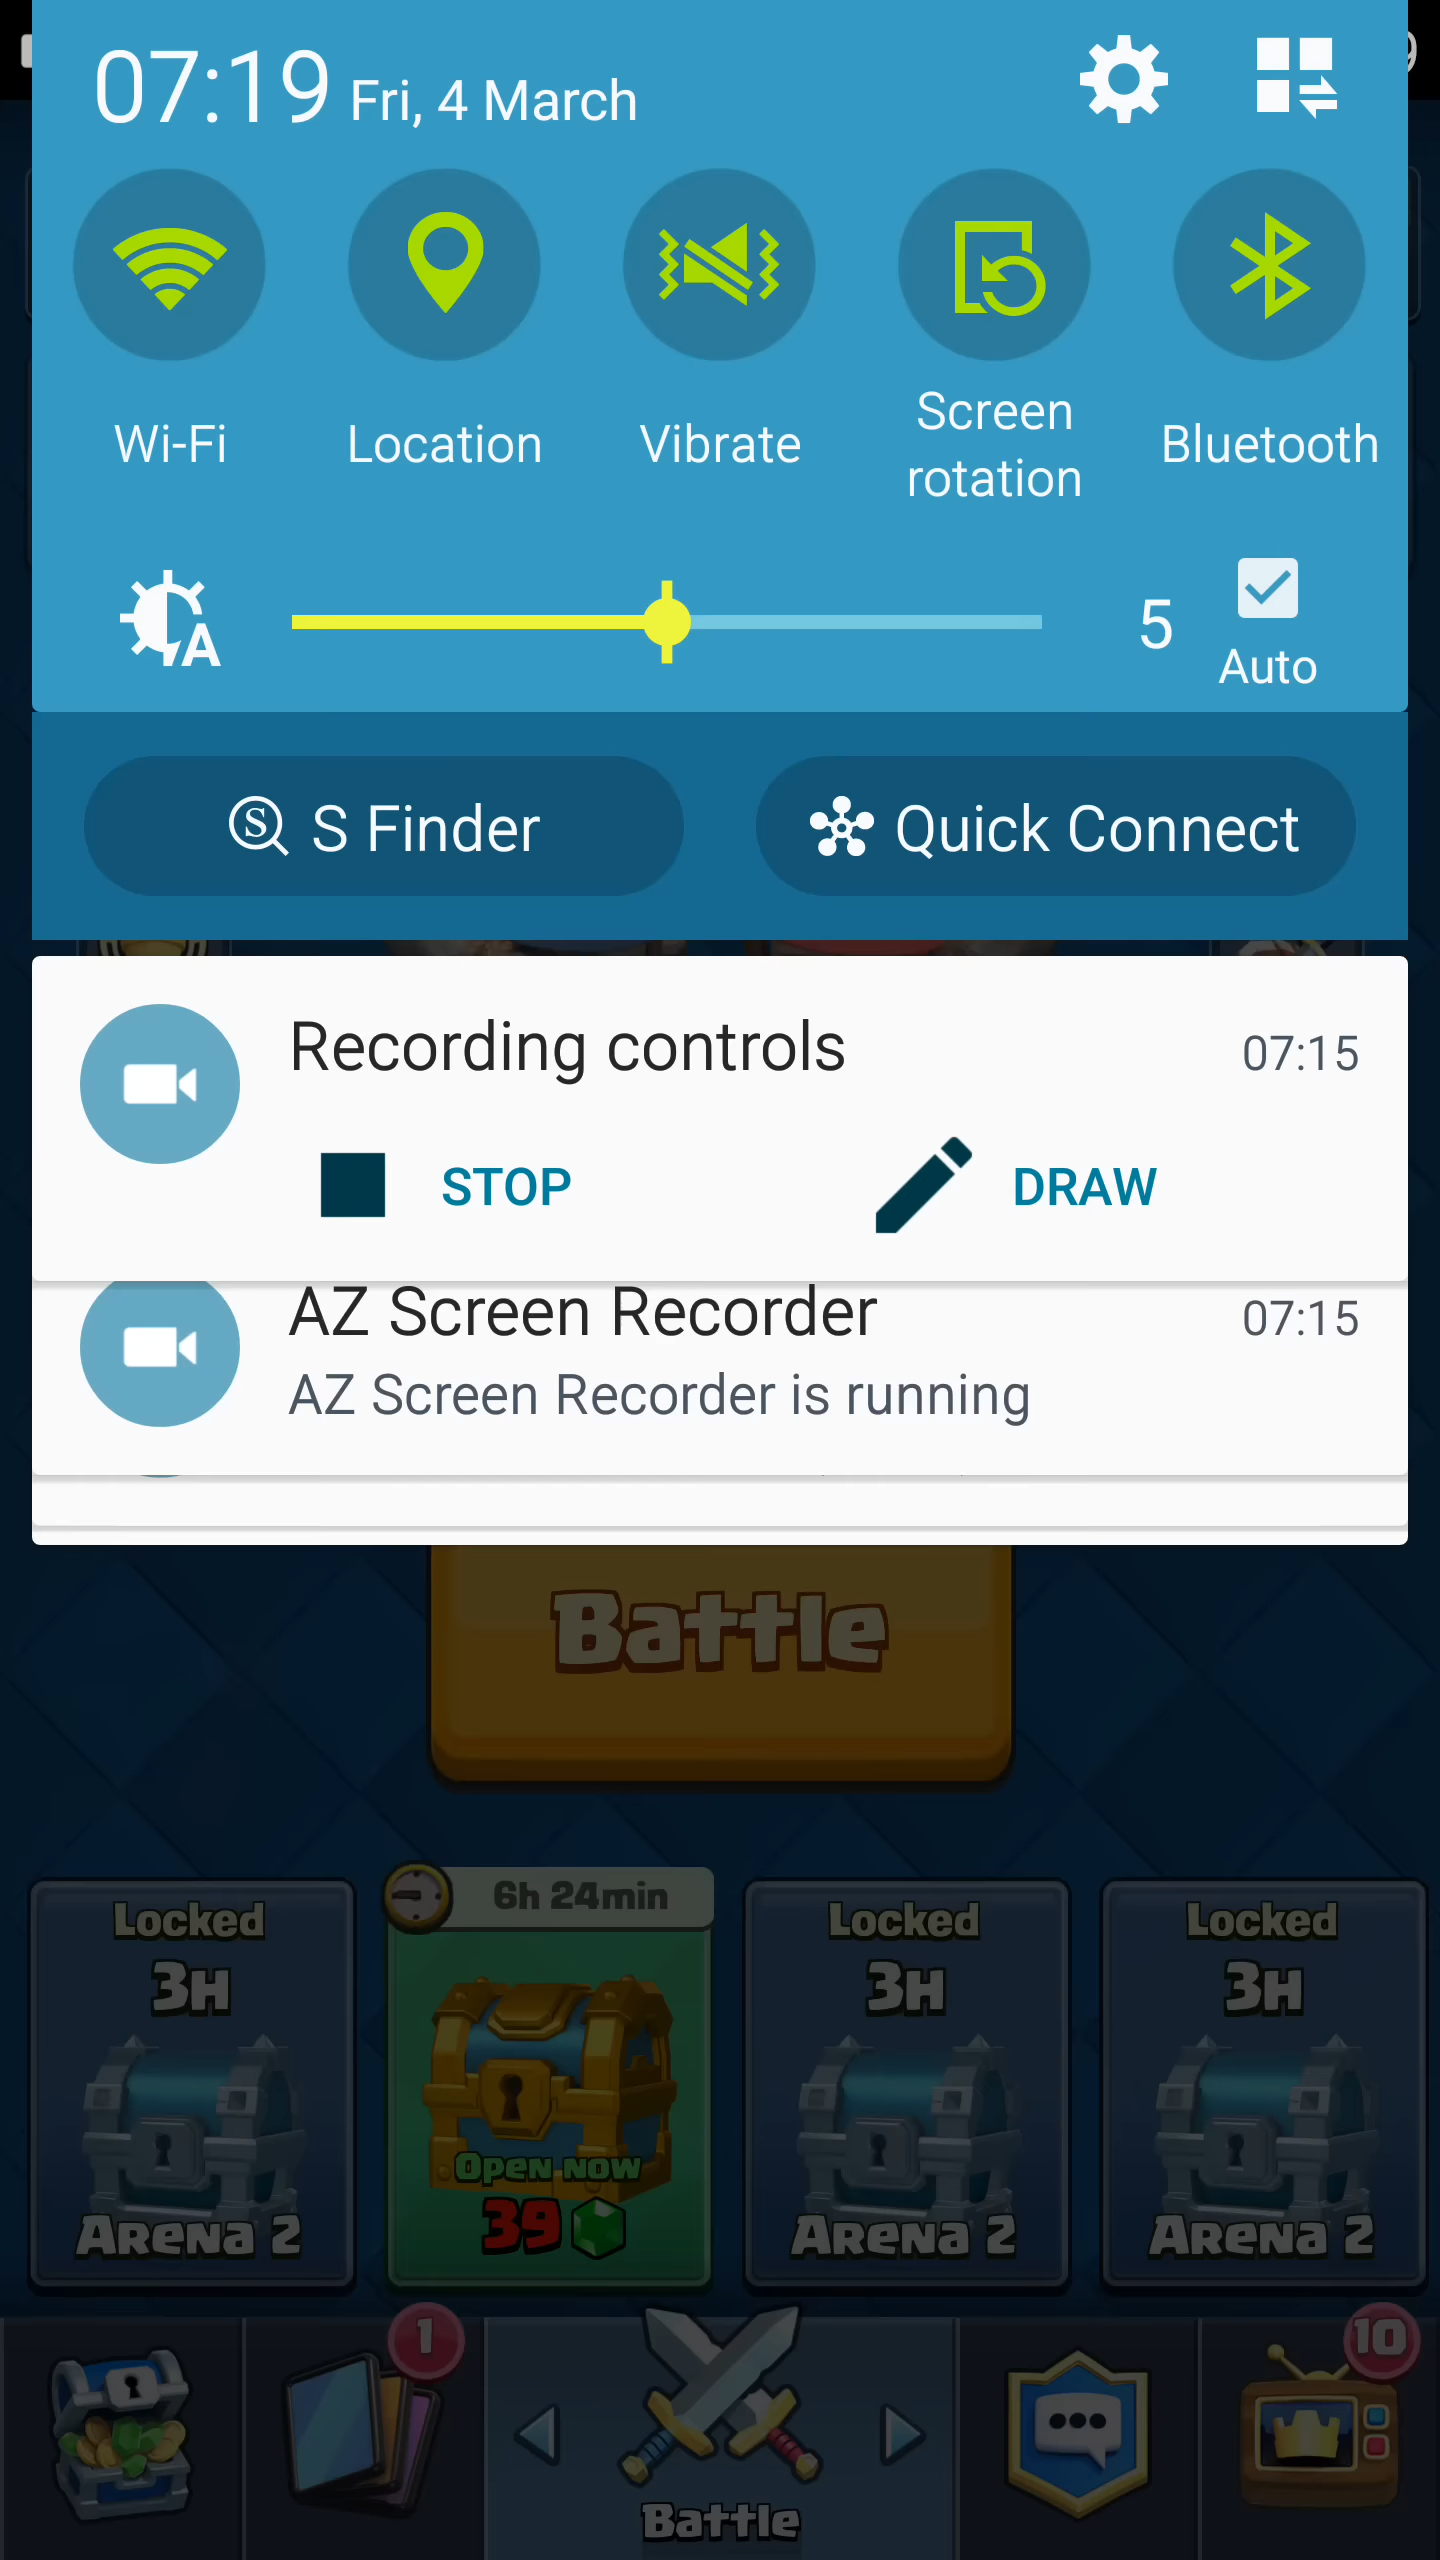 07:19 Fri, 4 March
Wi-Fi
Location
Vibrate
Screen
rotation
Bluetooth
A
5
Auto
S Finder
Quick Connect
Recording controls
07:15
STOP
DRAW
AZ Screen Recorder
07:15
AZ Screen Recorder is running
Battle
Locked
3H
Arena 2
6h 24min
Open now
39
Locked
3H
Arena 2
Locked
3H
Arena 2
1
10
Battle